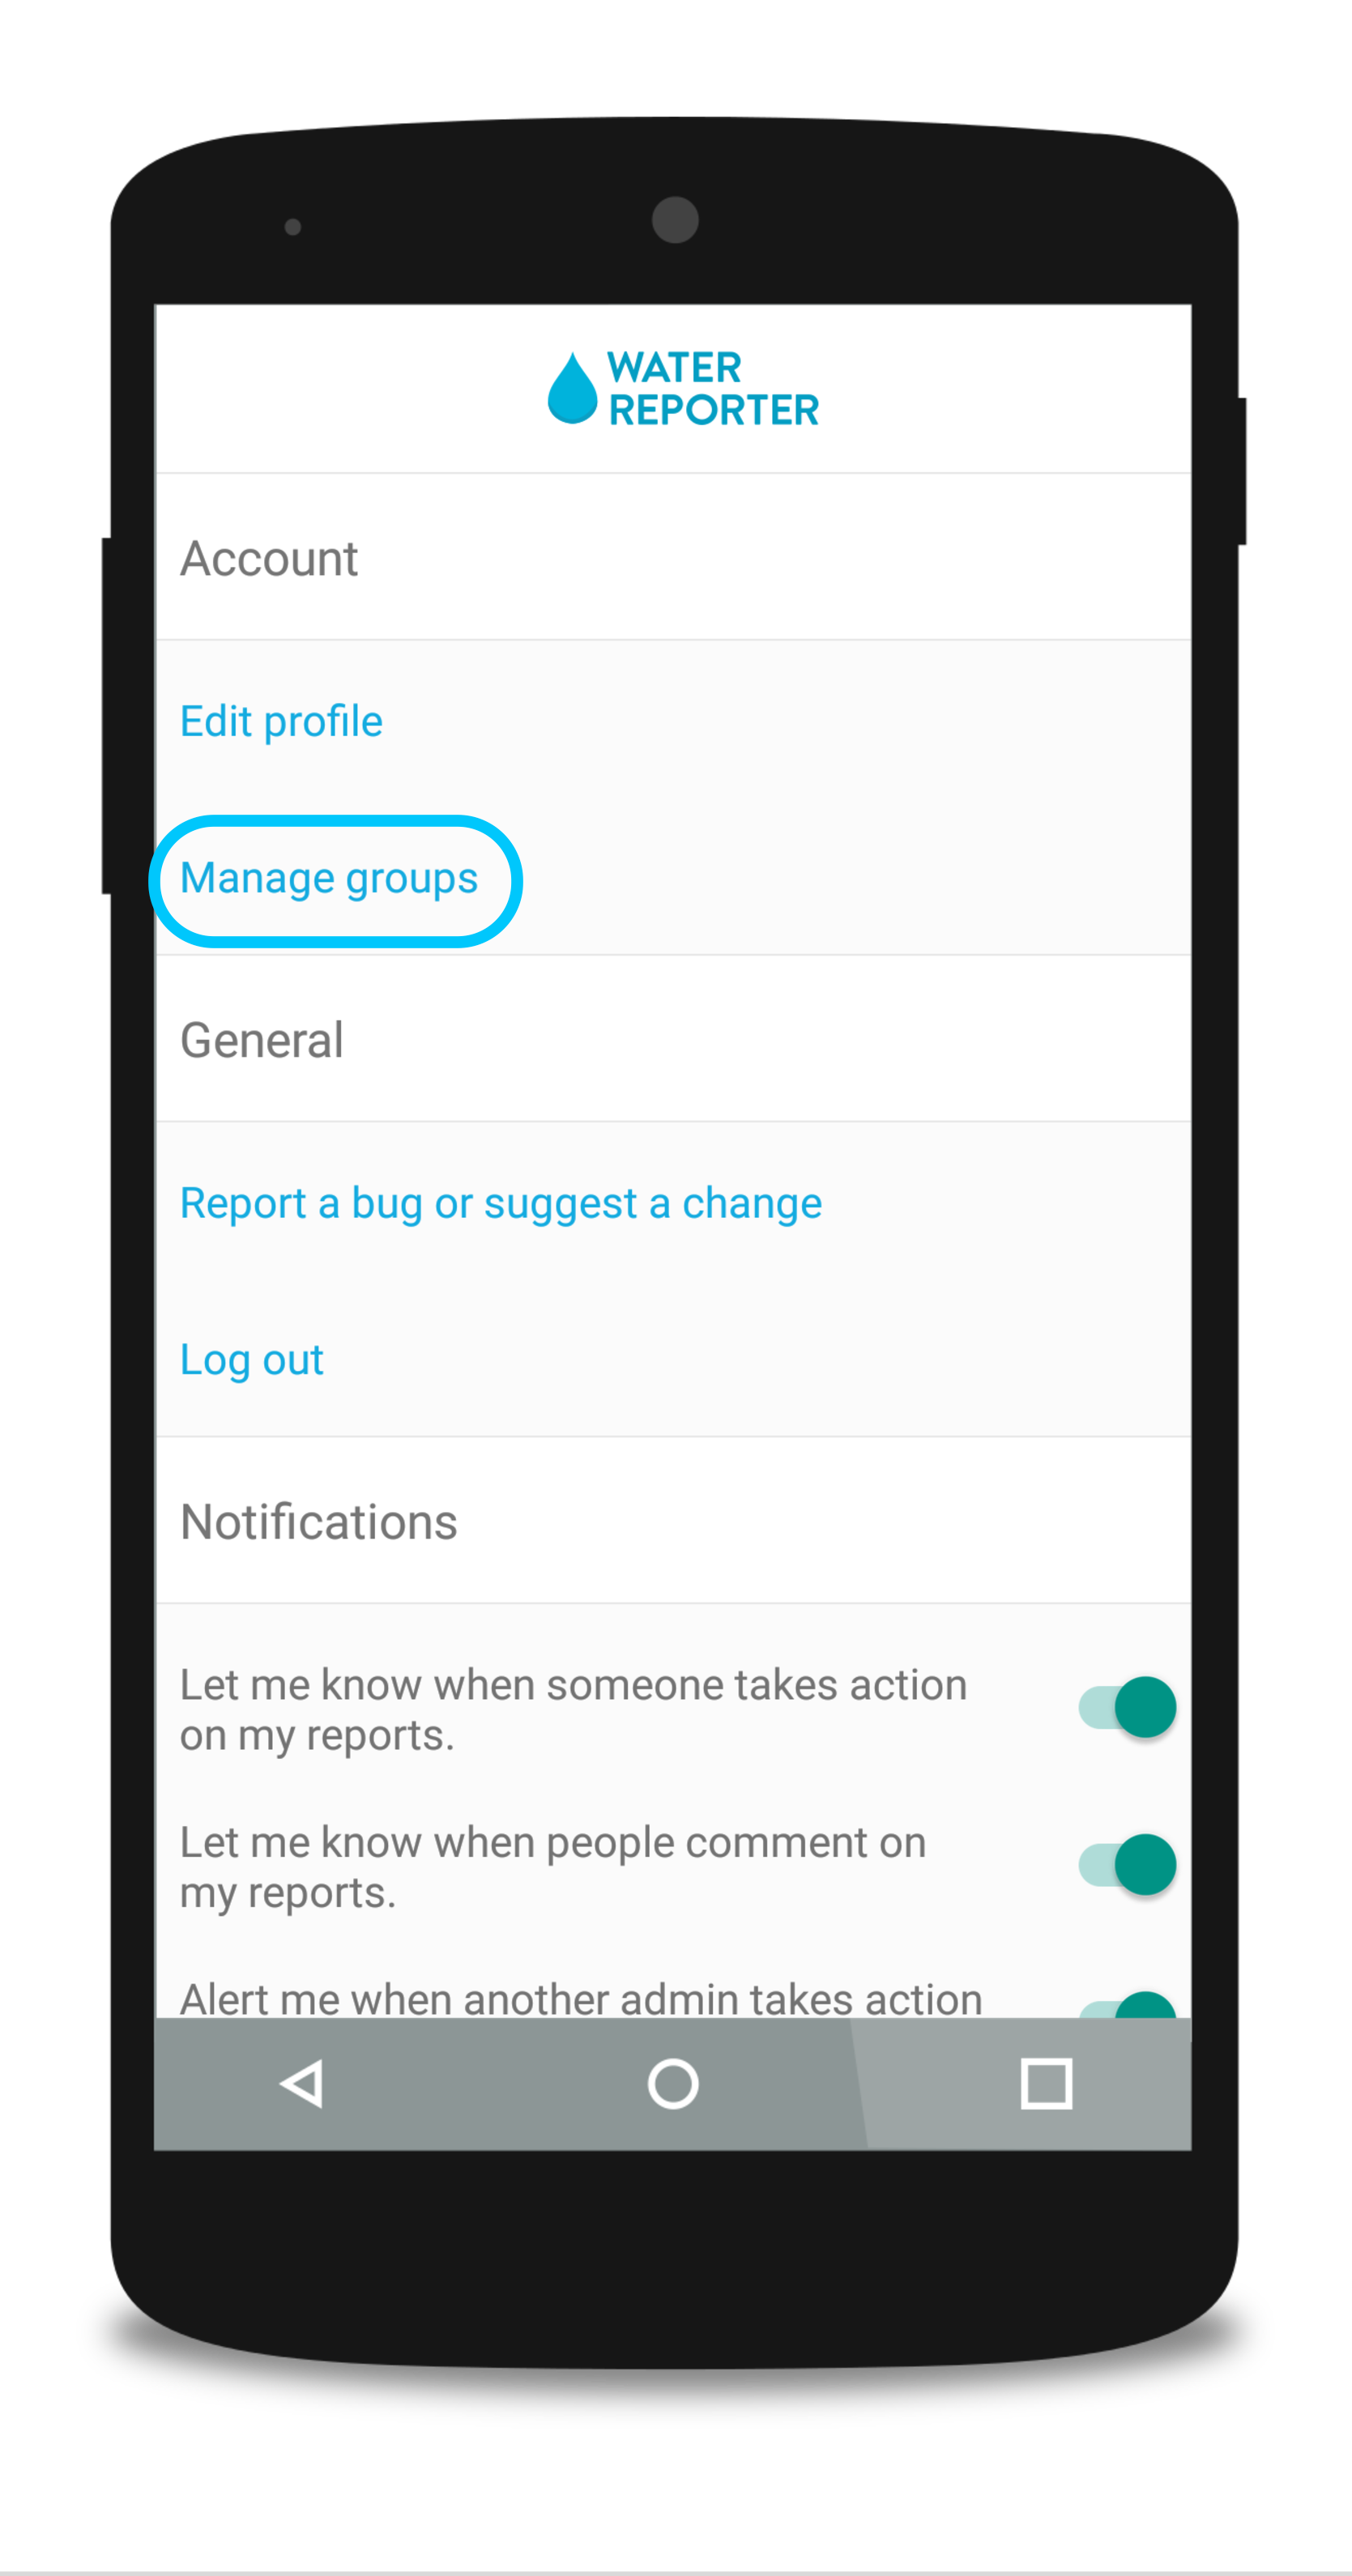 WATER
REPORTER
Account
Edit profile
Manage groups
General
Report a bug or suggest a change
Log out
Notifications
Let me know when someone takes action
on my reports.
Let me know when people comment on
my reports.
Alert me when another admin takes action